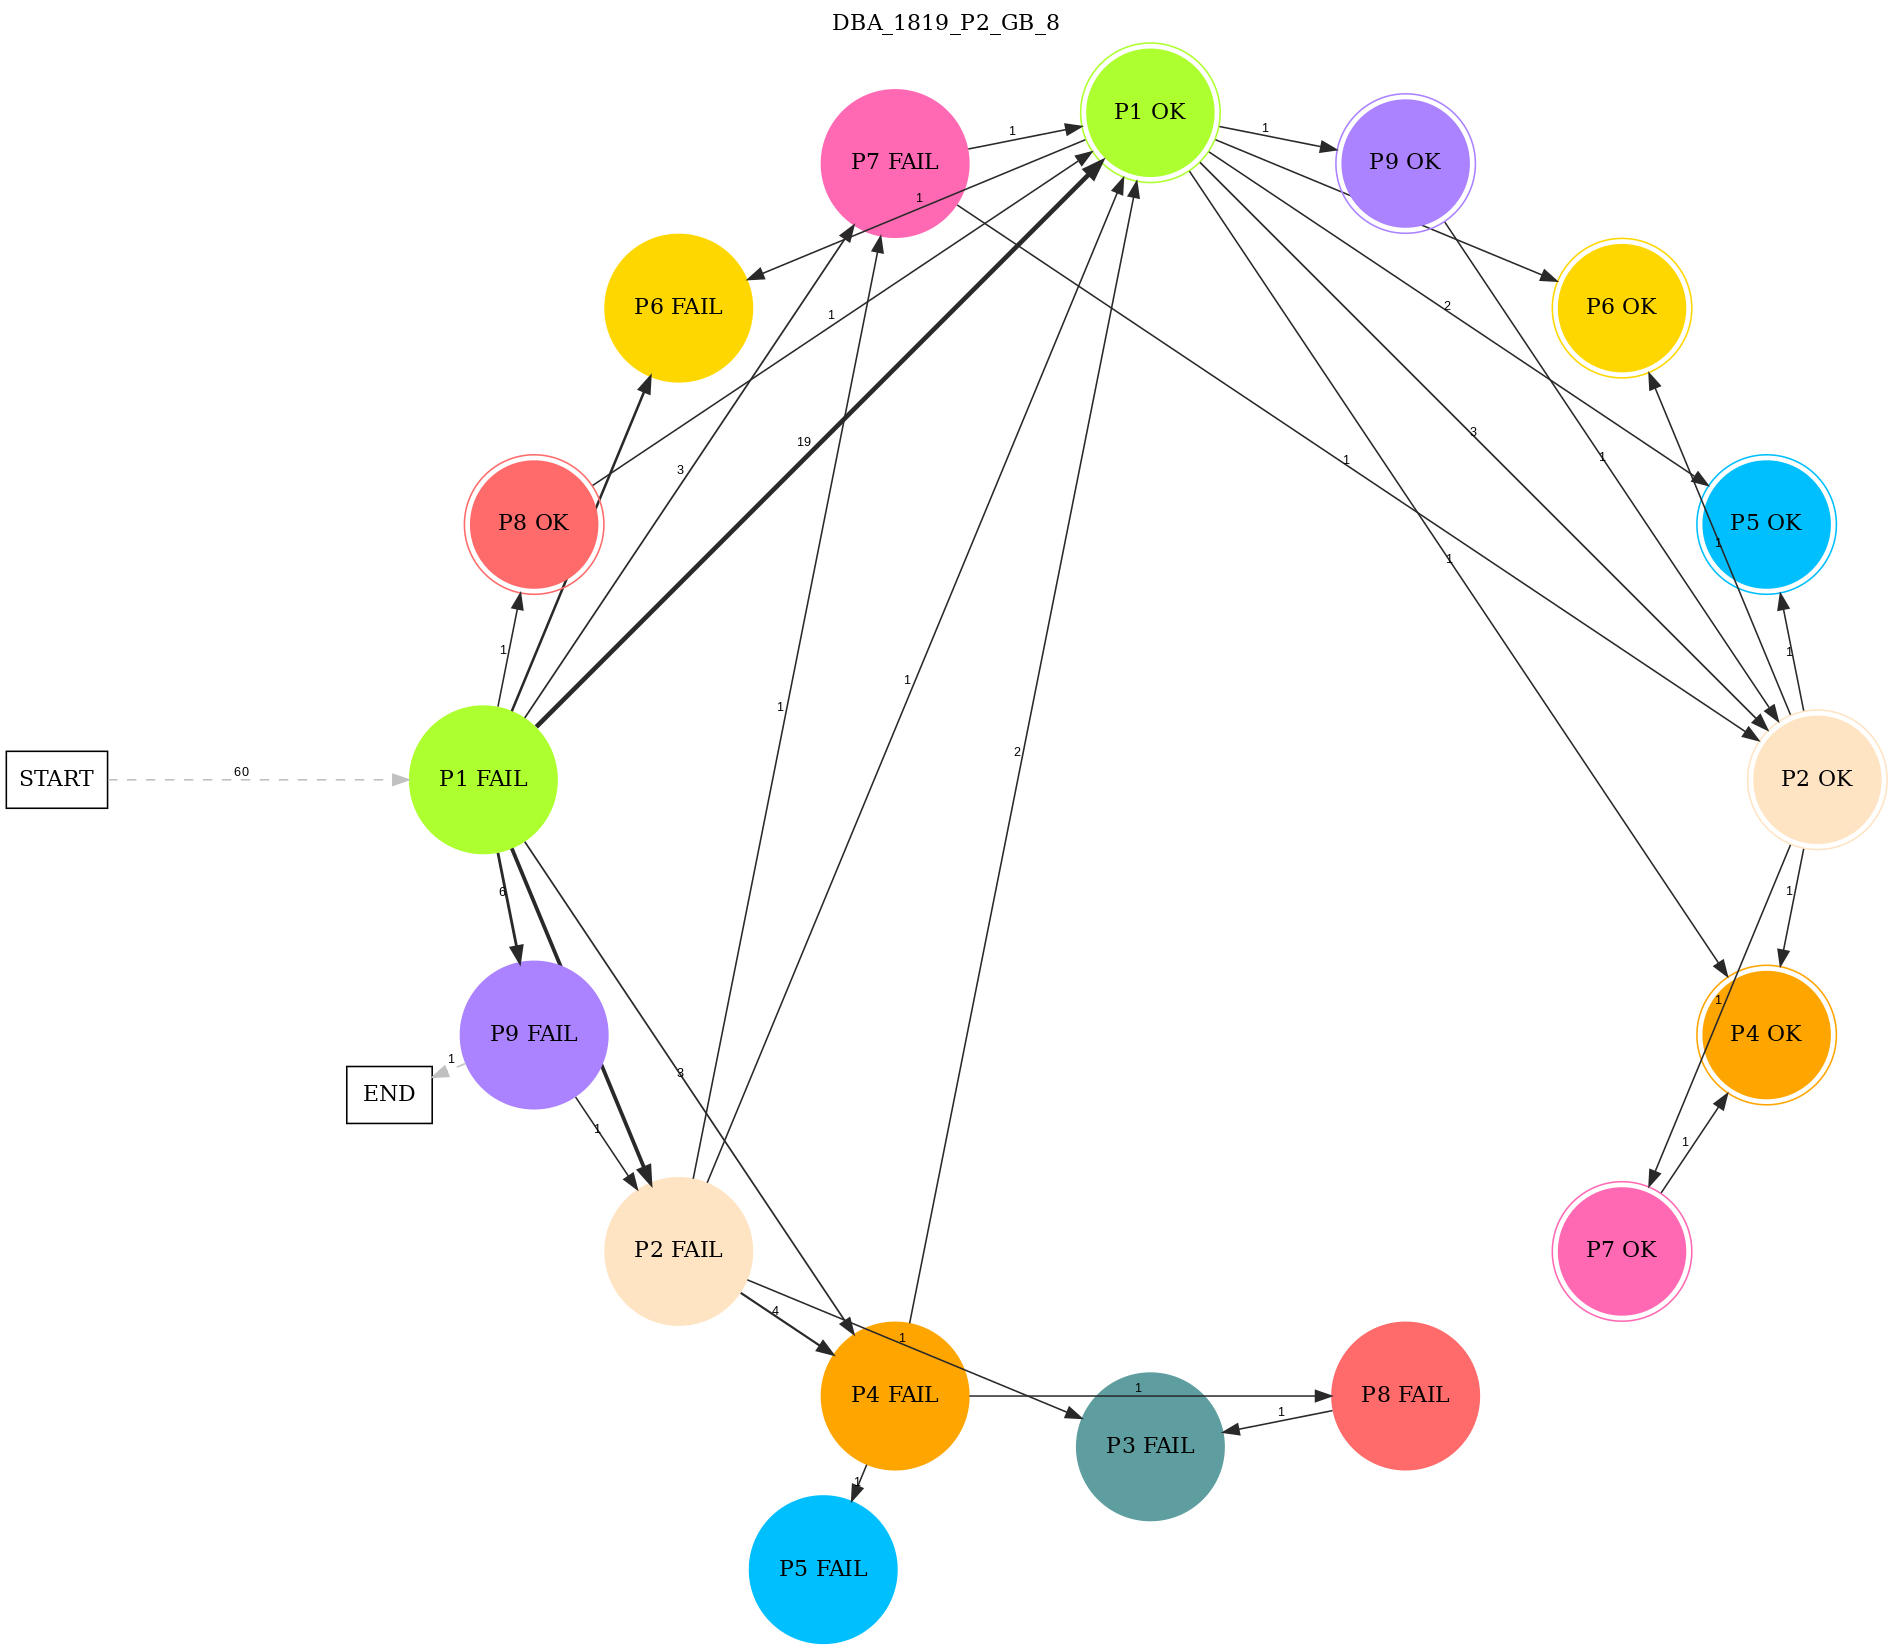 DBA_1819_P2_GB_8
P1 OK
P7 FAIL
1
1
P9 OK
1
P6 FAIL
P6 OK
1
2
3
19
3
1
1
1
P8 OK
P5 OK
1
1
1
1
1
1
2
START
60
P1 FAIL
P2 OK
6
1
1
P9 FAIL
P4 OK
1
END
3
1
1
P2 FAIL
P7 OK
4
1
P4 FAIL
1
P8 FAIL
1
P3 FAIL
1
P5 FAIL